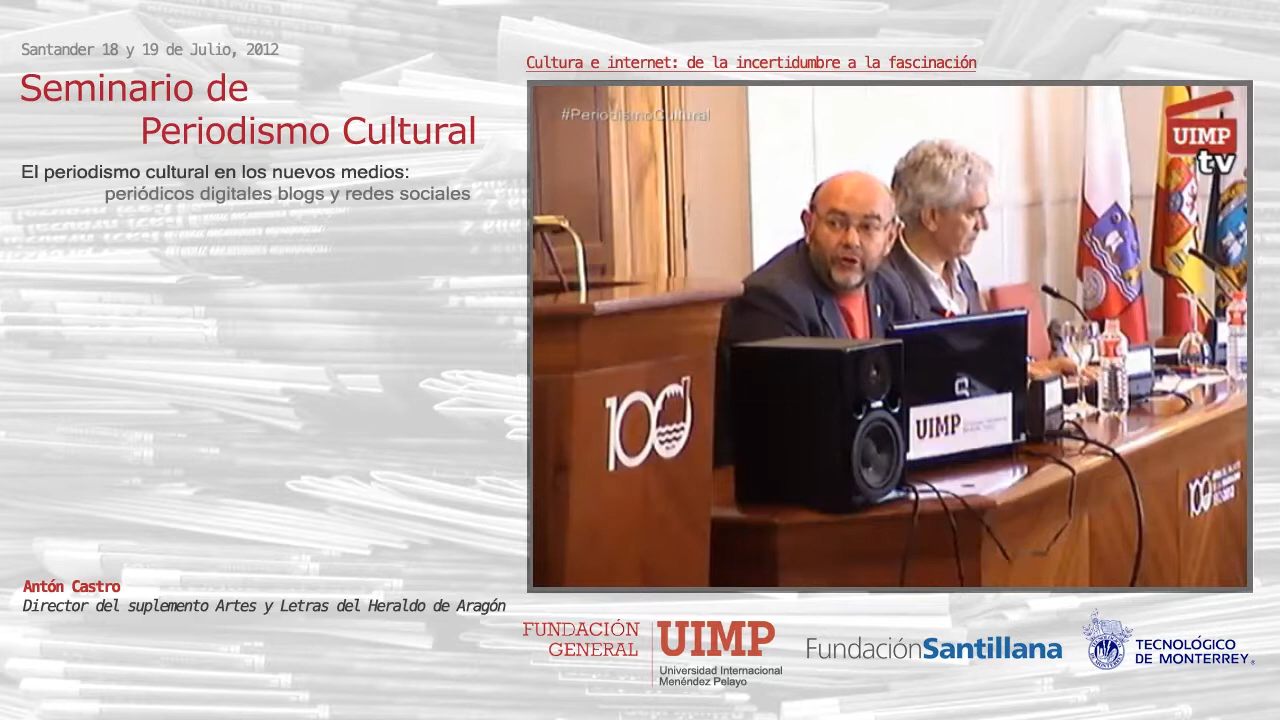 Santander 18 y 19 de Julio, 2012
Seminario de
Periodismo Cultural
El periodismo cultural en los nuevos medios:
periódicos digitales blogs y redes sociales
Cultura e internet: de la incertidumbre a la fascinación
#PeriodismoCultural
UIMP
tv
100
UIMP
100
Antón Castro
Director del suplemento Artes y Letras del Heraldo de Aragón
FUNDACIÓN
GENERAL
UIMP
Universidad Internacional
Menéndez Pelayo
FundaciónSantillana
TECNOLÓGICO
DE MONTERREY